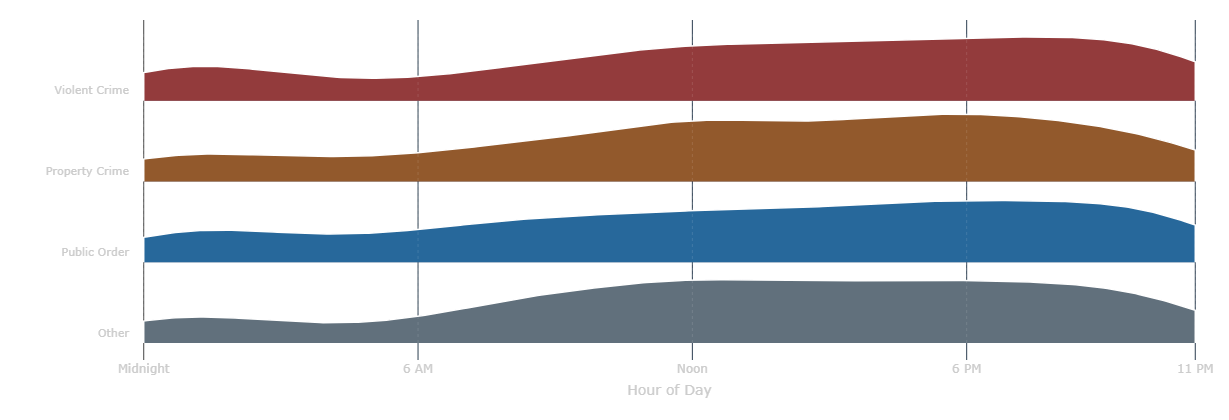 Violent Crime
Property Crime
Public Order
Other
Midnight 6 AM Noon 6 PM 11 PM
Hour of Day